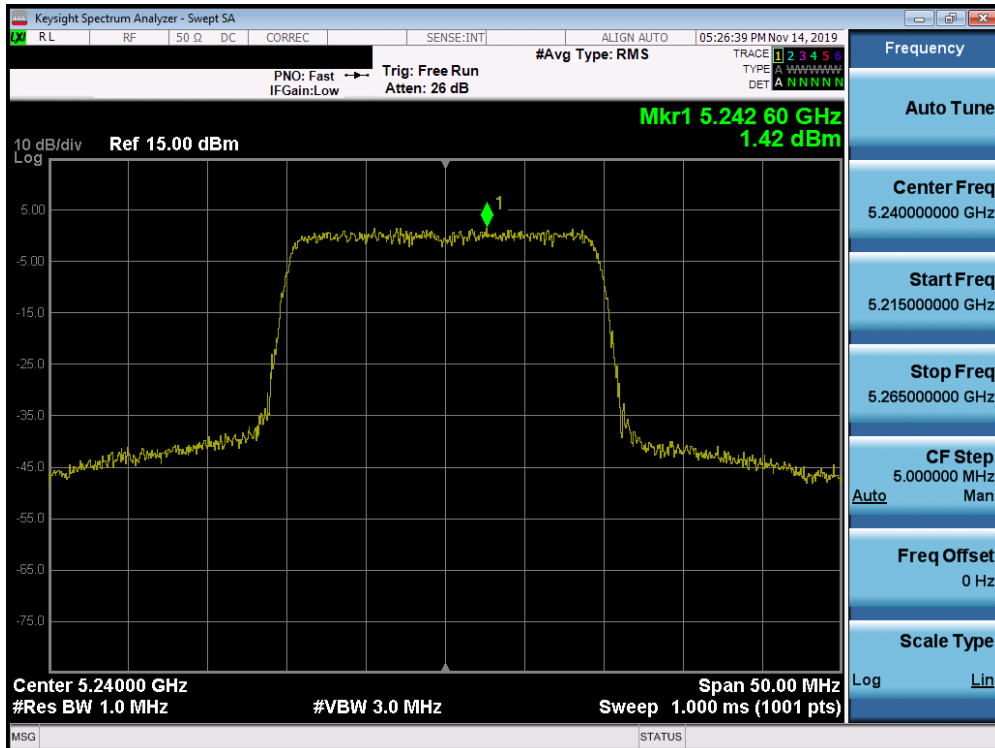 Keysight Spectrum Analyzer - Swept SA
LXI RL RF 50 Ω DC CORREC SENSE:INT ALIGN AUTO 05:26:39 PM Nov 14, 2019
#Avg Type: RMS TRACE 1 2 3 4 5 6
PNO: Fast Trig: Free Run TYPE A WWWWW
IFGain:Low Atten: 26 dB DET A N N N N N
Mkr1 5.242 60 GHz
1.42 dBm
10 dB/div Ref 15.00 dBm
Log
1
5.00
-5.00
-15.0
-25.0
-35.0
-45.0
-55.0
-65.0
-75.0
Center 5.24000 GHz Span 50.00 MHz
#Res BW 1.0 MHz #VBW 3.0 MHz Sweep 1.000 ms (1001 pts)
MSG STATUS
Frequency
Auto Tune
Center Freq
5.240000000 GHz
Start Freq
5.215000000 GHz
Stop Freq
5.265000000 GHz
CF Step
5.000000 MHz
Auto Man
Freq Offset
0 Hz
Scale Type
Log Lin